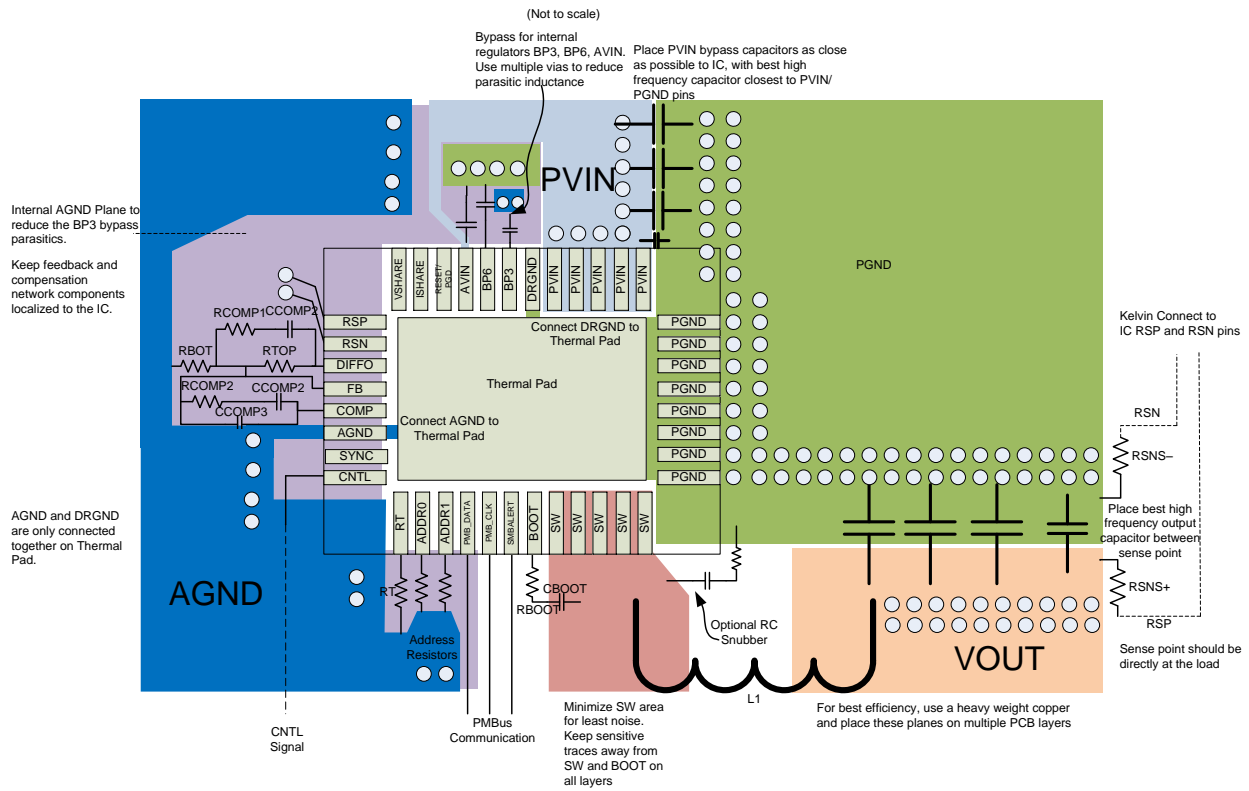 (Not to scale)
Bypass for internal
regulators BP3, BP6, AVIN.
Use multiple vias to reduce
parasitic inductance
Place PVIN bypass capacitors as close
as possible to IC, with best high
frequency capacitor closest to PVIN/
PGND pins
PVIN
Internal AGND Plane to
reduce the BP3 bypass
parasitics.
Keep feedback and
compensation
network components
localized to the IC.
VSHARE
ISHARE
RESET/
PGD
AVIN
BP6
BP3
DRGND
PVIN
PVIN
PVIN
PVIN
PVIN
PGND
RSP
RSN
DIFFO
FB
COMP
AGND
SYNC
CNTL
RCOMP1
CCOMP2
RBOT
RTOP
RCOMP2
CCOMP2
CCOMP3
Connect DRGND to
Thermal Pad
Thermal Pad
Connect AGND to
Thermal Pad
PGND
PGND
PGND
PGND
PGND
PGND
PGND
PGND
Kelvin Connect to
IC RSP and RSN pins
RSN
RSNS–
Place best high
frequency output
capacitor between
sense point
RSNS+
RSP
Sense point should be
directly at the load
AGND and DRGND
are only connected
together on Thermal
Pad.
AGND
RT
ADDR0
ADDR1
PMB_DATA
PMB_CLK
SMBALERT
BOOT
SW
SW
SW
SW
SW
RT
RBOOT
CBOOT
Address
Resistors
Optional RC
Snubber
VOUT
L1
CNTL
Signal
PMBus
Communication
Minimize SW area
for least noise.
Keep sensitive
traces away from
SW and BOOT on
all layers
For best efficiency, use a heavy weight copper
and place these planes on multiple PCB layers